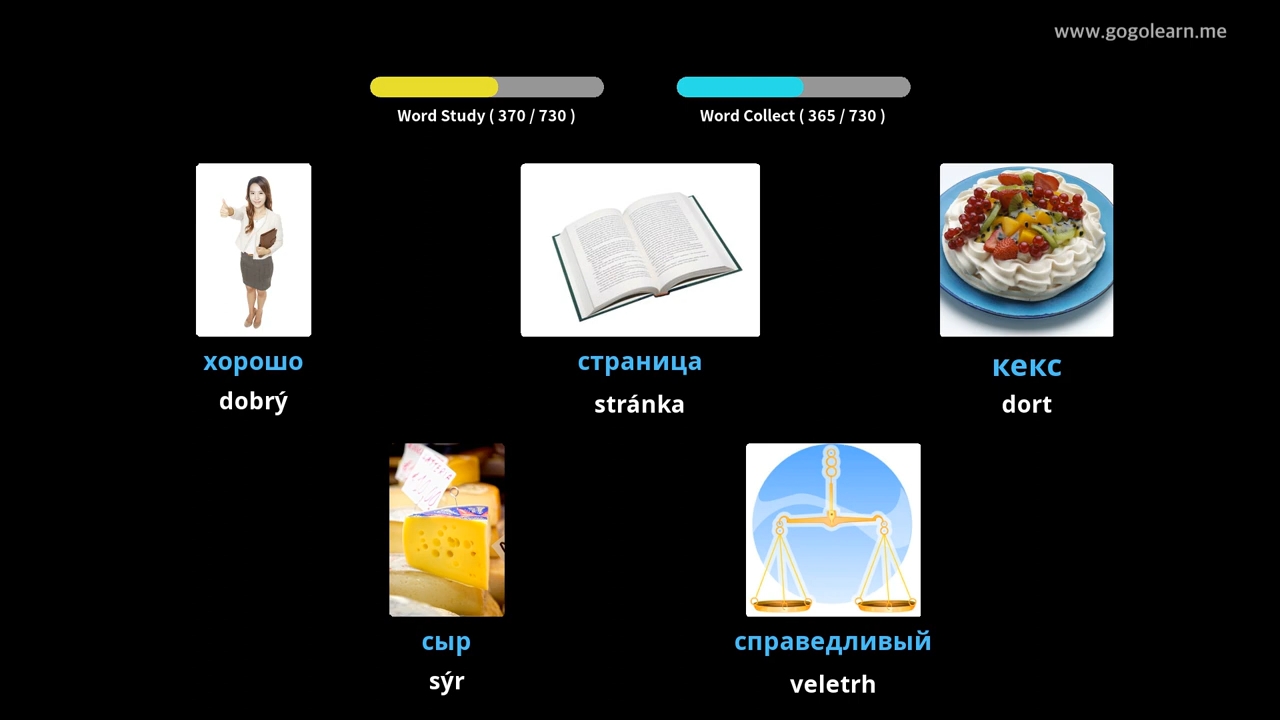 www.gogolearn.me
Word Study ( 370 / 730 )
Word Collect ( 365 / 730 )
хорошо
dobrý
страница
stránka
кекс
dort
сыр
sýr
справедливый
veletrh